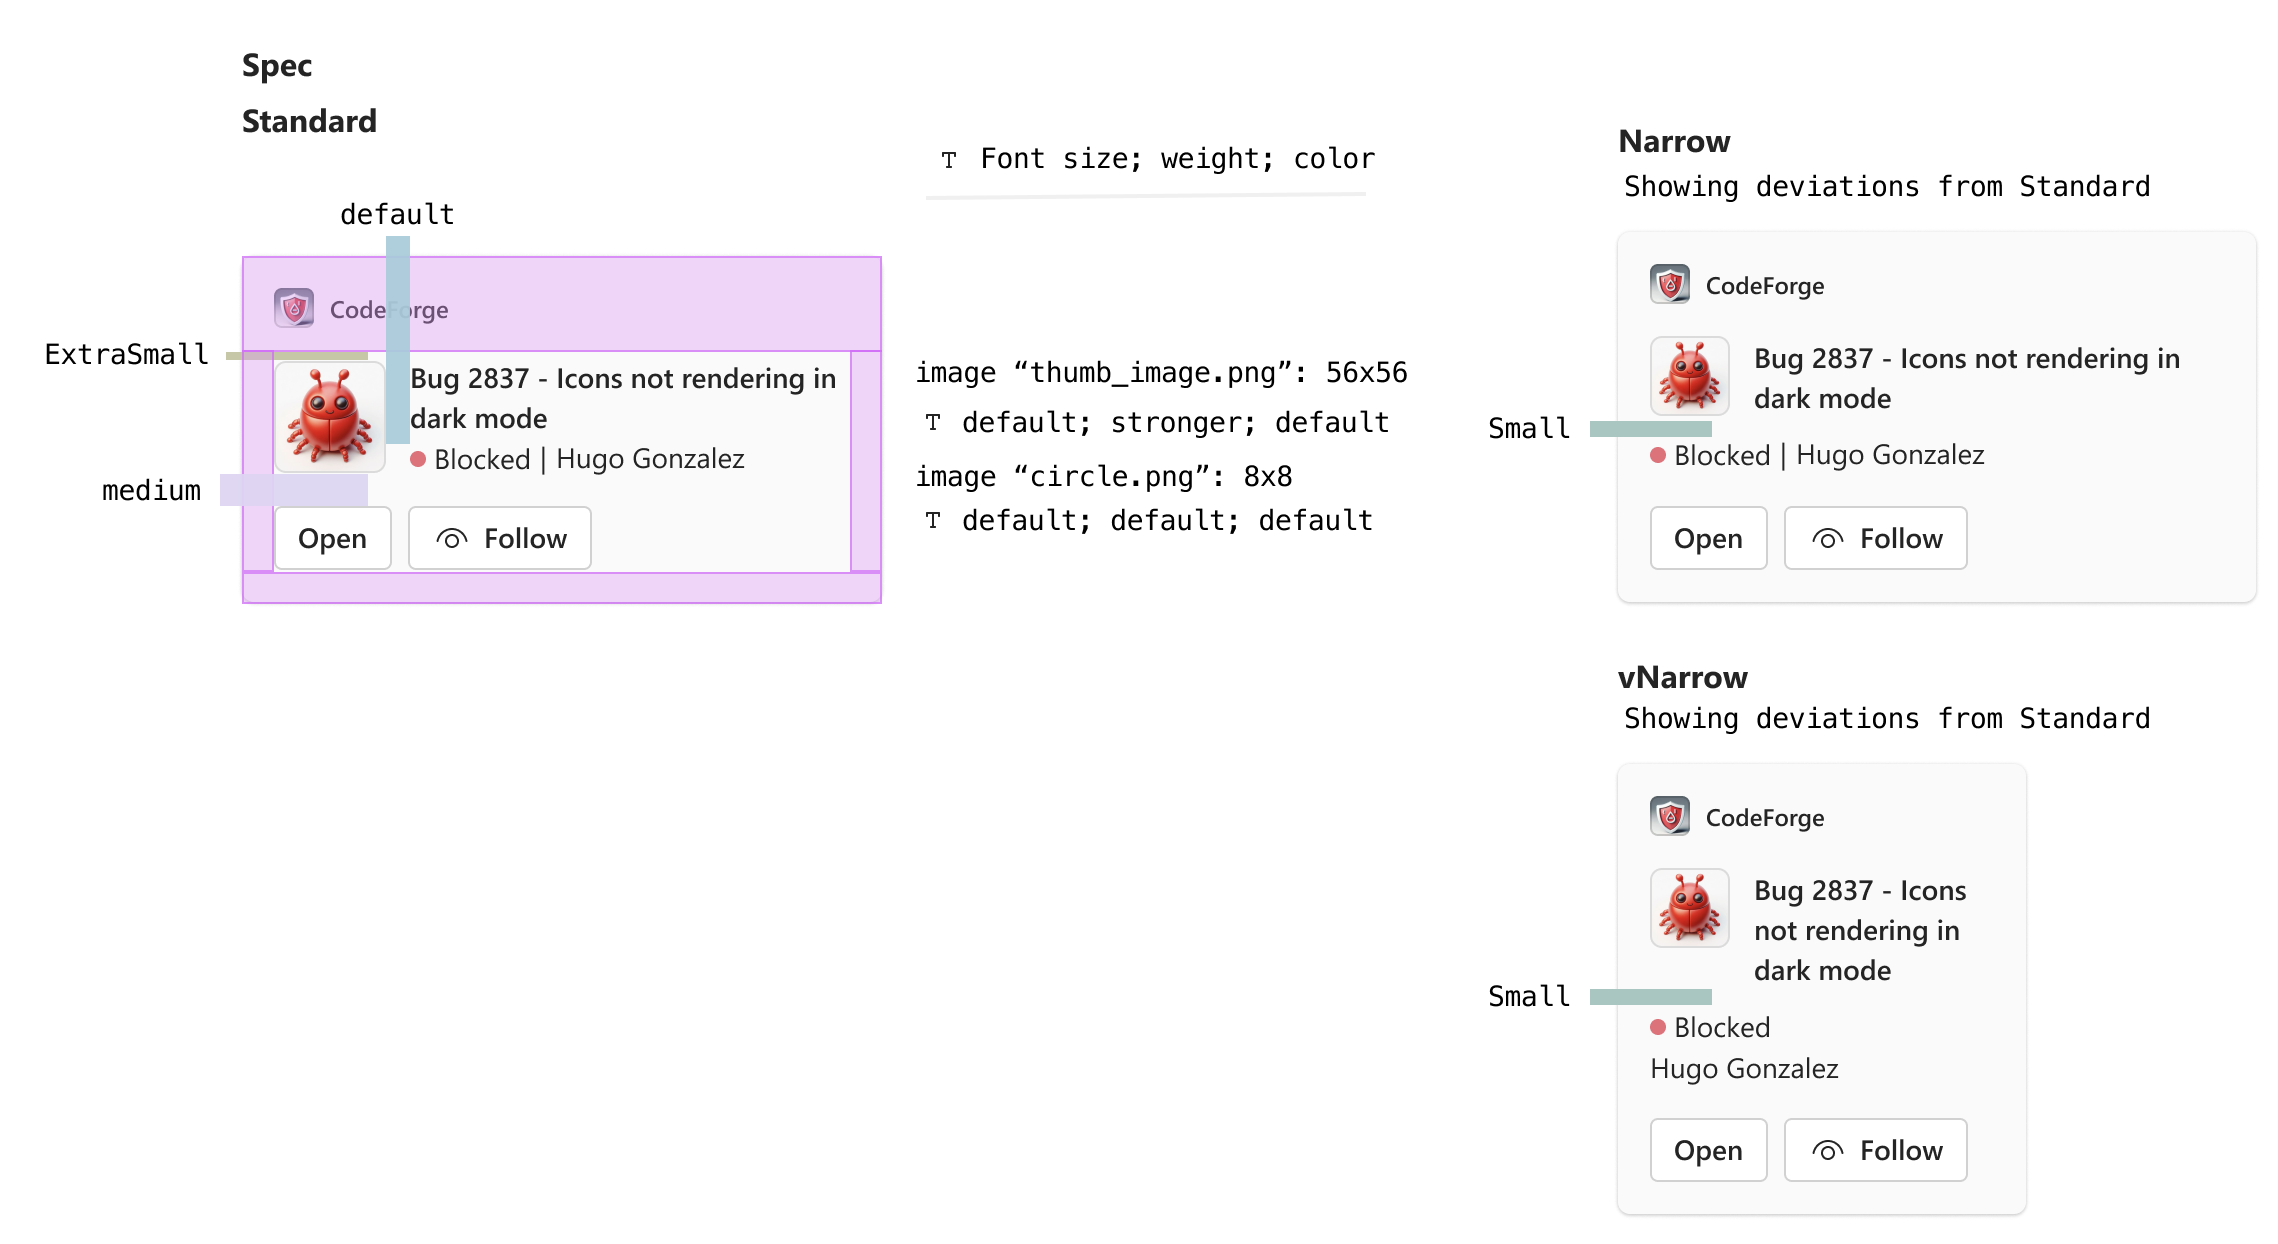 Spec
Standard
default
CodeForge
ExtraSmall
Bug 2837 - Icons not rendering in
dark mode
Blocked | Hugo Gonzalez
medium
Open
Follow
T Font size; weight; color
image “thumb_image.png”: 56x56
T default; stronger; default
image “circle.png”: 8x8
T default; default; default
Narrow
Showing deviations from Standard
CodeForge
Bug 2837 - Icons not rendering in
dark mode
Small
Blocked | Hugo Gonzalez
Open
Follow
vNarrow
Showing deviations from Standard
CodeForge
Bug 2837 - Icons
not rendering in
dark mode
Small
Blocked
Hugo Gonzalez
Open
Follow